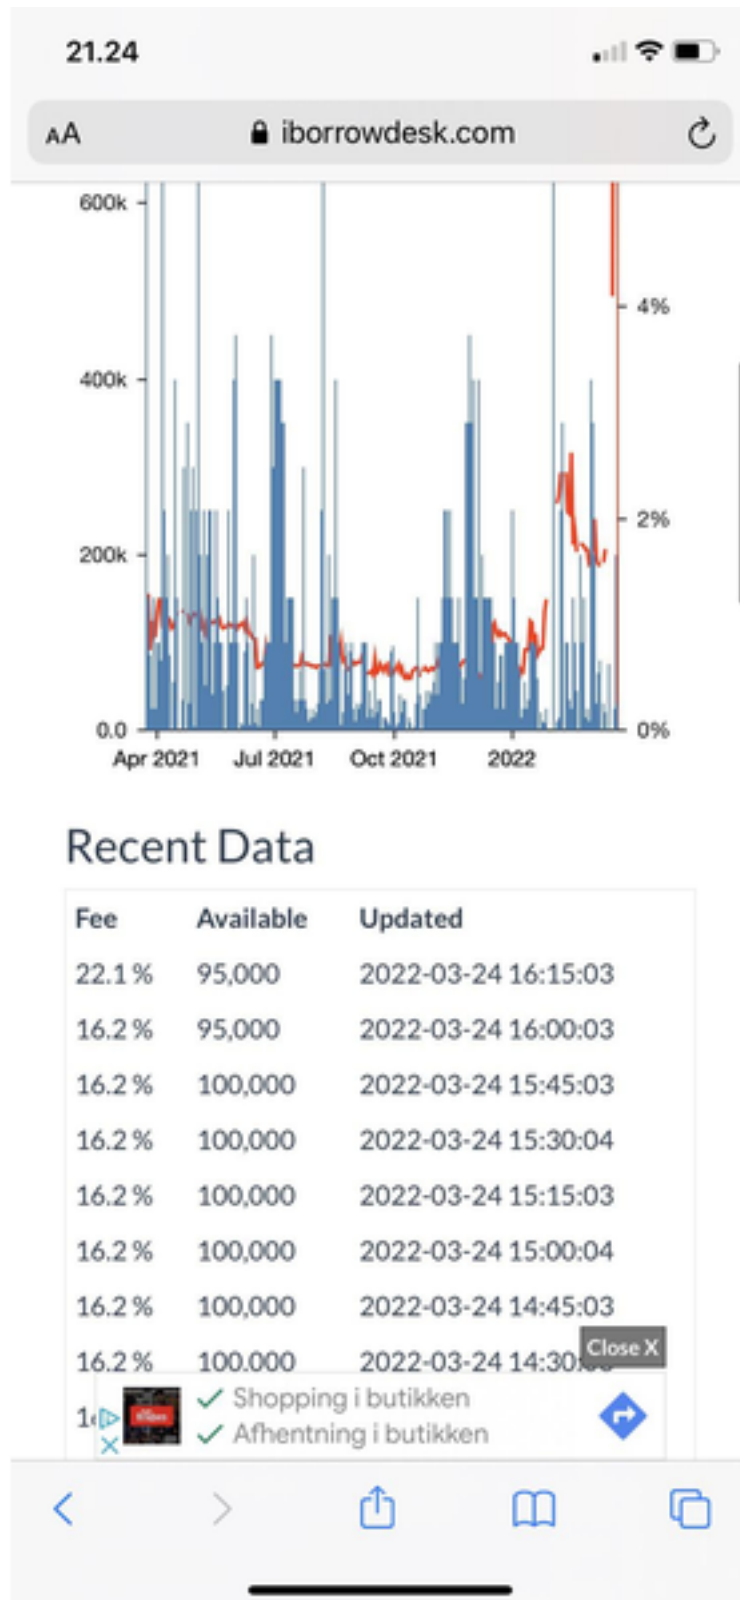 21.24
AA iborrowdesk.com
600k
4%
400k
2%
200k
0.0 0%
Apr 2021 Jul 2021 Oct 2021 2022
Recent Data
Fee Available Updated
22.1 % 95,000 2022-03-24 16:15:03
16.2 % 95,000 2022-03-24 16:00:03
16.2 % 100,000 2022-03-24 15:45:03
16.2 % 100,000 2022-03-24 15:30:04
16.2 % 100,000 2022-03-24 15:15:03
16.2 % 100,000 2022-03-24 15:00:04
16.2 % 100,000 2022-03-24 14:45:03
Close X
16.2 % 100,000 2022-03-24 14:30:
Shopping i butikken
Afhentning i butikken